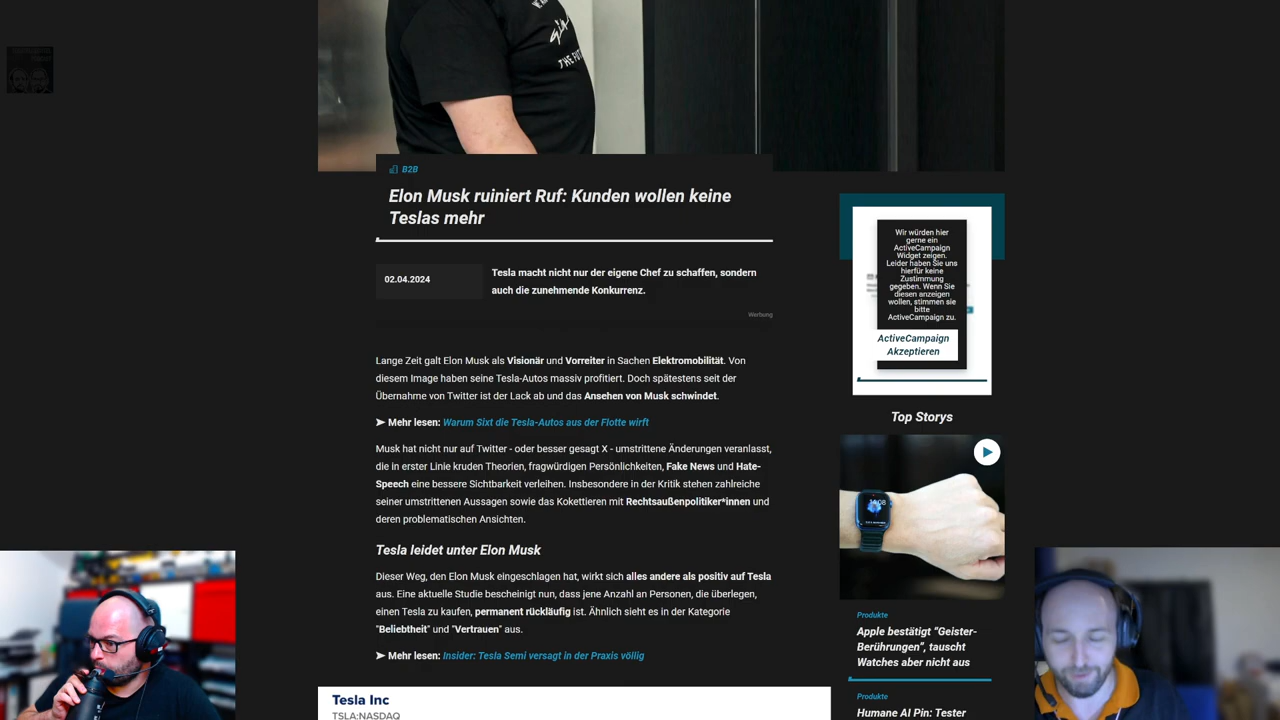 B2B
Elon Musk ruiniert Ruf: Kunden wollen keine
Teslas mehr
02.04.2024
Tesla macht nicht nur der eigene Chef zu schaffen, sondern
auch die zunehmende Konkurrenz.
Werbung
Lange Zeit galt Elon Musk als Visionär und Vorreiter in Sachen Elektromobilität. Von
diesem Image haben seine Tesla-Autos massiv profitiert. Doch spätestens seit der
Übernahme von Twitter ist der Lack ab und das Ansehen von Musk schwindet.
➤ Mehr lesen: Warum Sixt die Tesla-Autos aus der Flotte wirft
Musk hat nicht nur auf Twitter - oder besser gesagt X - umstrittene Änderungen veranlasst,
die in erster Linie kruden Theorien, fragwürdigen Persönlichkeiten, Fake News und Hate-
Speech eine bessere Sichtbarkeit verleihen. Insbesondere in der Kritik stehen zahlreiche
seiner umstrittenen Aussagen sowie das Kokettieren mit Rechtsaußenpolitiker*innen und
deren problematischen Ansichten.
Tesla leidet unter Elon Musk
Dieser Weg, den Elon Musk eingeschlagen hat, wirkt sich alles andere als positiv auf Tesla
aus. Eine aktuelle Studie bescheinigt nun, dass jene Anzahl an Personen, die überlegen,
einen Tesla zu kaufen, permanent rückläufig ist. Ähnlich sieht es in der Kategorie
"Beliebtheit" und "Vertrauen" aus.
➤ Mehr lesen: Insider: Tesla Semi versagt in der Praxis völlig
Tesla Inc
TSLA:NASDAQ
Wir würden hier
gerne ein
ActiveCampaign
Widget zeigen.
Leider haben Sie uns
hierfür keine
Zustimmung
gegeben. Wenn Sie
diesen anzeigen
wollen, stimmen sie
bitte
ActiveCampaign zu.
ActiveCampaign
Akzeptieren
Top Storys
Produkte
Apple bestätigt “Geister-
Berührungen”, tauscht
Watches aber nicht aus
Produkte
Humane AI Pin: Tester